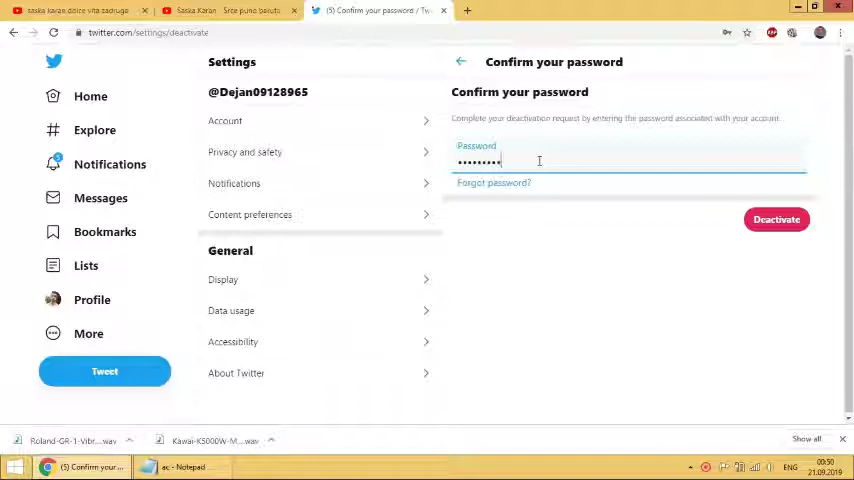 saska karan dolce vita zadruga
Saska Karan Srce puno baruta
(5) Confirm your password / Tw
twitter.com/settings/deactivate
Settings
Confirm your password
@Dejan09128965
Confirm your password
Home
Complete your deactivation request by entering the password associated with your account.
Account
Explore
Password
Privacy and safety
•••••••••
5
Notifications
Notifications
Forgot password?
Messages
Content preferences
Deactivate
Bookmarks
General
Lists
Display
Profile
Data usage
More
Accessibility
Tweet
About Twitter
Roland-GR-1-Vibr....wav
Kawai-K5000W-M....wav
Show all
(5) Confirm your ...
ac - Notepad
ENG
00:50
21.09.2019